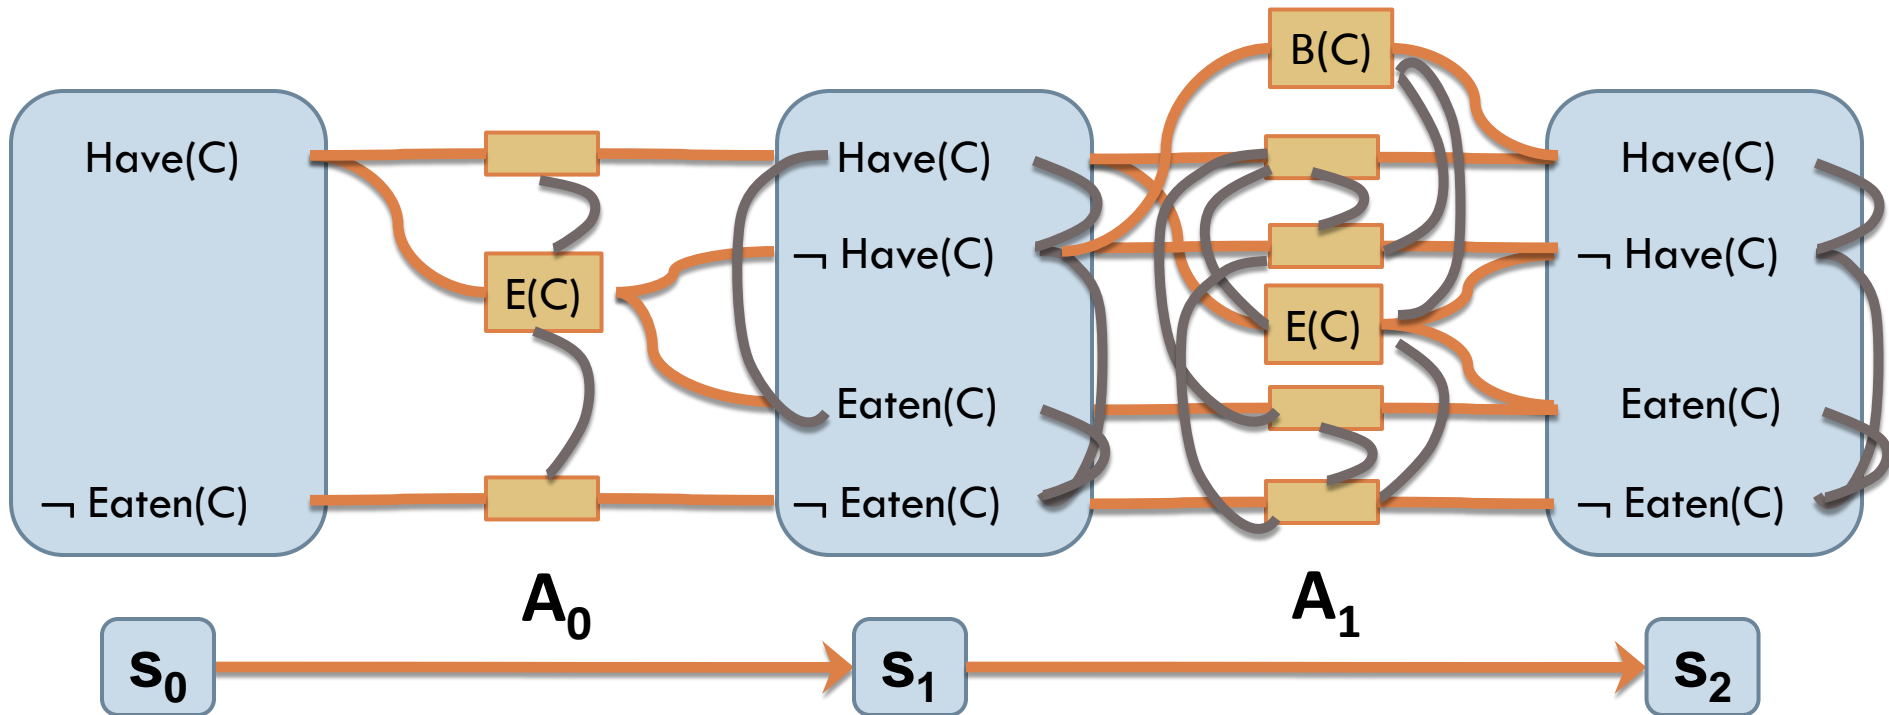 B(C)
Have(C)
Have(C)
Have(C)
¬ Have(C)
¬ Have(C)
E(C)
E(C)
Eaten(C)
Eaten(C)
¬ Eaten(C)
¬ Eaten(C)
¬ Eaten(C)
A0
A1
s0
s1
s2